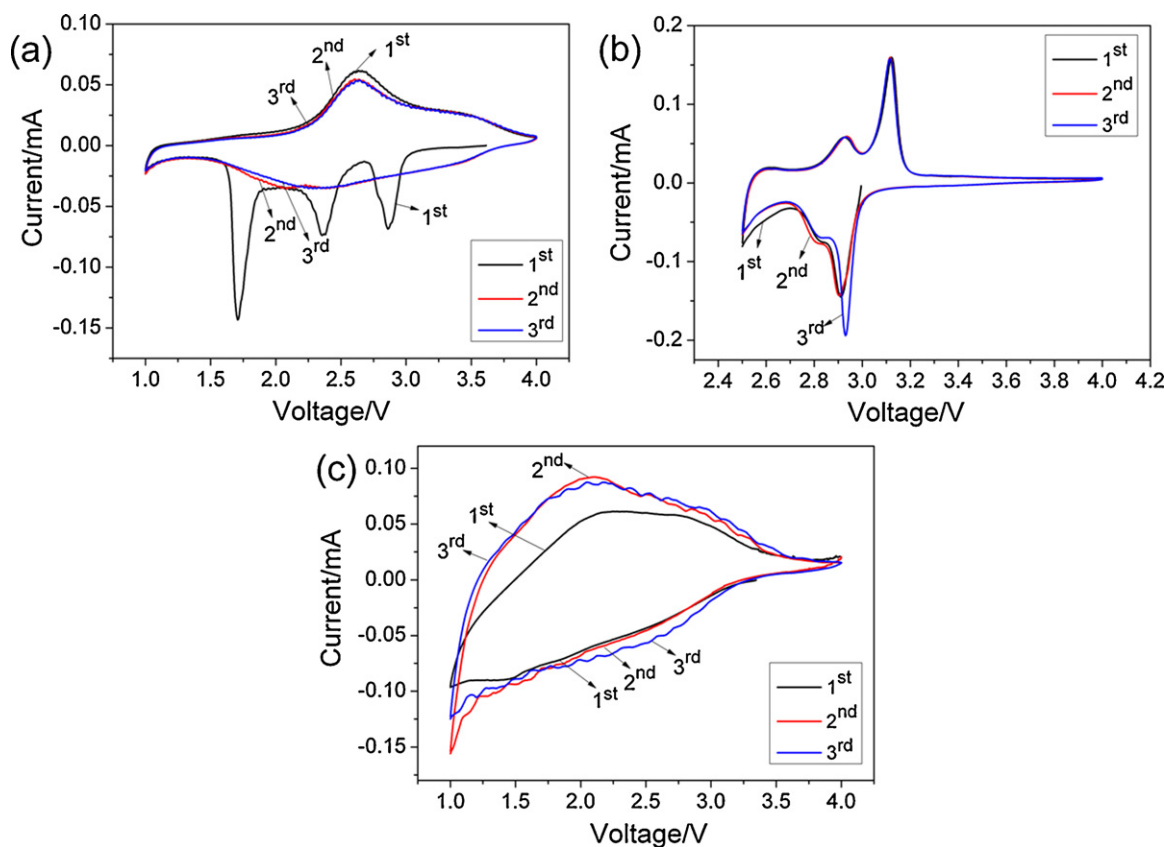 (a)
Current/mA
0.10
0.05
0.00
-0.05
-0.10
-0.15
1st
2nd
3rd
1st
2nd
3rd
1st
2nd
3rd
1.0 1.5 2.0 2.5 3.0 3.5 4.0
Voltage/V
(b)
Current/mA
0.2
0.1
0.0
-0.1
-0.2
1st
2nd
3rd
1st
2nd
3rd
2.4 2.6 2.8 3.0 3.2 3.4 3.6 3.8 4.0 4.2
Voltage/V
(c)
Current/mA
0.10
0.05
0.00
-0.05
-0.10
-0.15
2nd
1st
3rd
3rd
2nd
1st
1st
2nd
3rd
1.0 1.5 2.0 2.5 3.0 3.5 4.0
Voltage/V